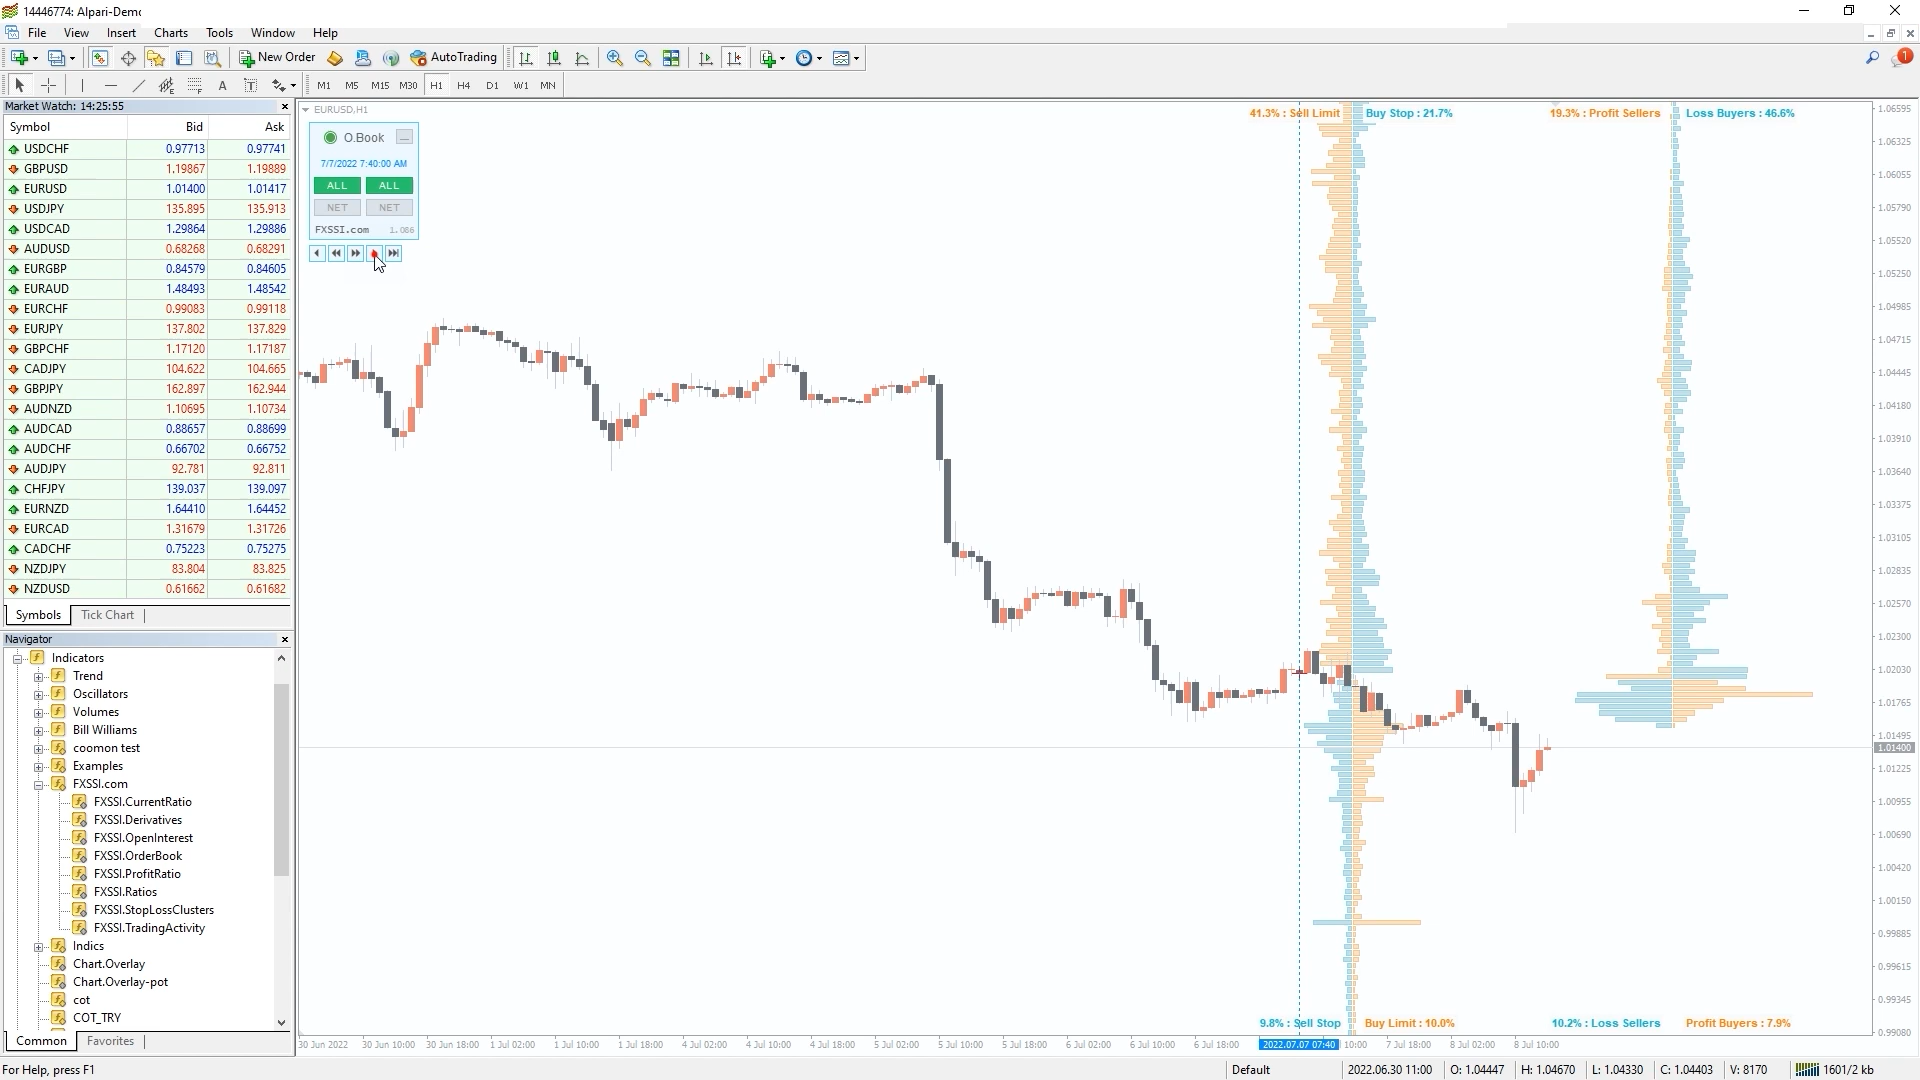 14446774: Alpari-Demo
File View Insert Charts Tools Window Help
New Order AutoTrading 1
A T M1 M5 M15 M30 H1 H4 D1 W1 MN
Market Watch: 14:25:55
Symbol Bid Ask
USDCHF 0.97713 0.97741
GBPUSD 1.19867 1.19889
EURUSD 1.01400 1.01417
USDJPY 135.895 135.913
USDCAD 1.29864 1.29886
AUDUSD 0.68268 0.68291
EURGBP 0.84579 0.84605
EURAUD 1.48493 1.48542
EURCHF 0.99083 0.99118
EURJPY 137.802 137.829
GBPCHF 1.17120 1.17187
CADJPY 104.622 104.665
GBPJPY 162.897 162.944
AUDNZD 1.10695 1.10734
AUDCAD 0.88657 0.88699
AUDCHF 0.66702 0.66752
AUDJPY 92.781 92.811
CHFJPY 139.037 139.097
EURNZD 1.64410 1.64452
EURCAD 1.31679 1.31726
CADCHF 0.75223 0.75275
NZDJPY 83.804 83.825
NZDUSD 0.61662 0.61682
Symbols Tick Chart
Navigator
Indicators
Trend
Oscillators
Volumes
Bill Williams
coomon test
Examples
FXSSI.com
FXSSI.CurrentRatio
FXSSI.Derivatives
FXSSI.OpenInterest
FXSSI.OrderBook
FXSSI.ProfitRatio
FXSSI.Ratios
FXSSI.StopLossClusters
FXSSI.TradingActivity
Indics
Chart.Overlay
Chart.Overlay-pot
cot
COT_TRY
Common Favorites
EURUSD,H1
O.Book
7/7/2022 7:40:00 AM
ALL ALL
NET NET
FXSSI.com 1.086
41.3% : Sell Limit Buy Stop : 21.7% 19.3% : Profit Sellers Loss Buyers : 46.6%
9.8% : Sell Stop Buy Limit : 10.0% 10.2% : Loss Sellers Profit Buyers : 7.9%
1.06595
1.06325
1.06055
1.05790
1.05520
1.05250
1.04985
1.04715
1.04445
1.04180
1.03910
1.03640
1.03375
1.03105
1.02835
1.02570
1.02300
1.02030
1.01765
1.01495
1.01400
1.01225
1.00955
1.00690
1.00420
1.00150
0.99885
0.99615
0.99345
0.99080
30 Jun 2022 30 Jun 10:00 30 Jun 18:00 1 Jul 02:00 1 Jul 10:00 1 Jul 18:00 4 Jul 02:00 4 Jul 10:00 4 Jul 18:00 5 Jul 02:00 5 Jul 10:00 5 Jul 18:00 6 Jul 02:00 6 Jul 10:00 6 Jul 18:00 2022.07.07 07:40 10:00 7 Jul 18:00 8 Jul 02:00 8 Jul 10:00
For Help, press F1 Default 2022.06.30 11:00 O: 1.04447 H: 1.04670 L: 1.04330 C: 1.04403 V: 8170 1601/2 kb